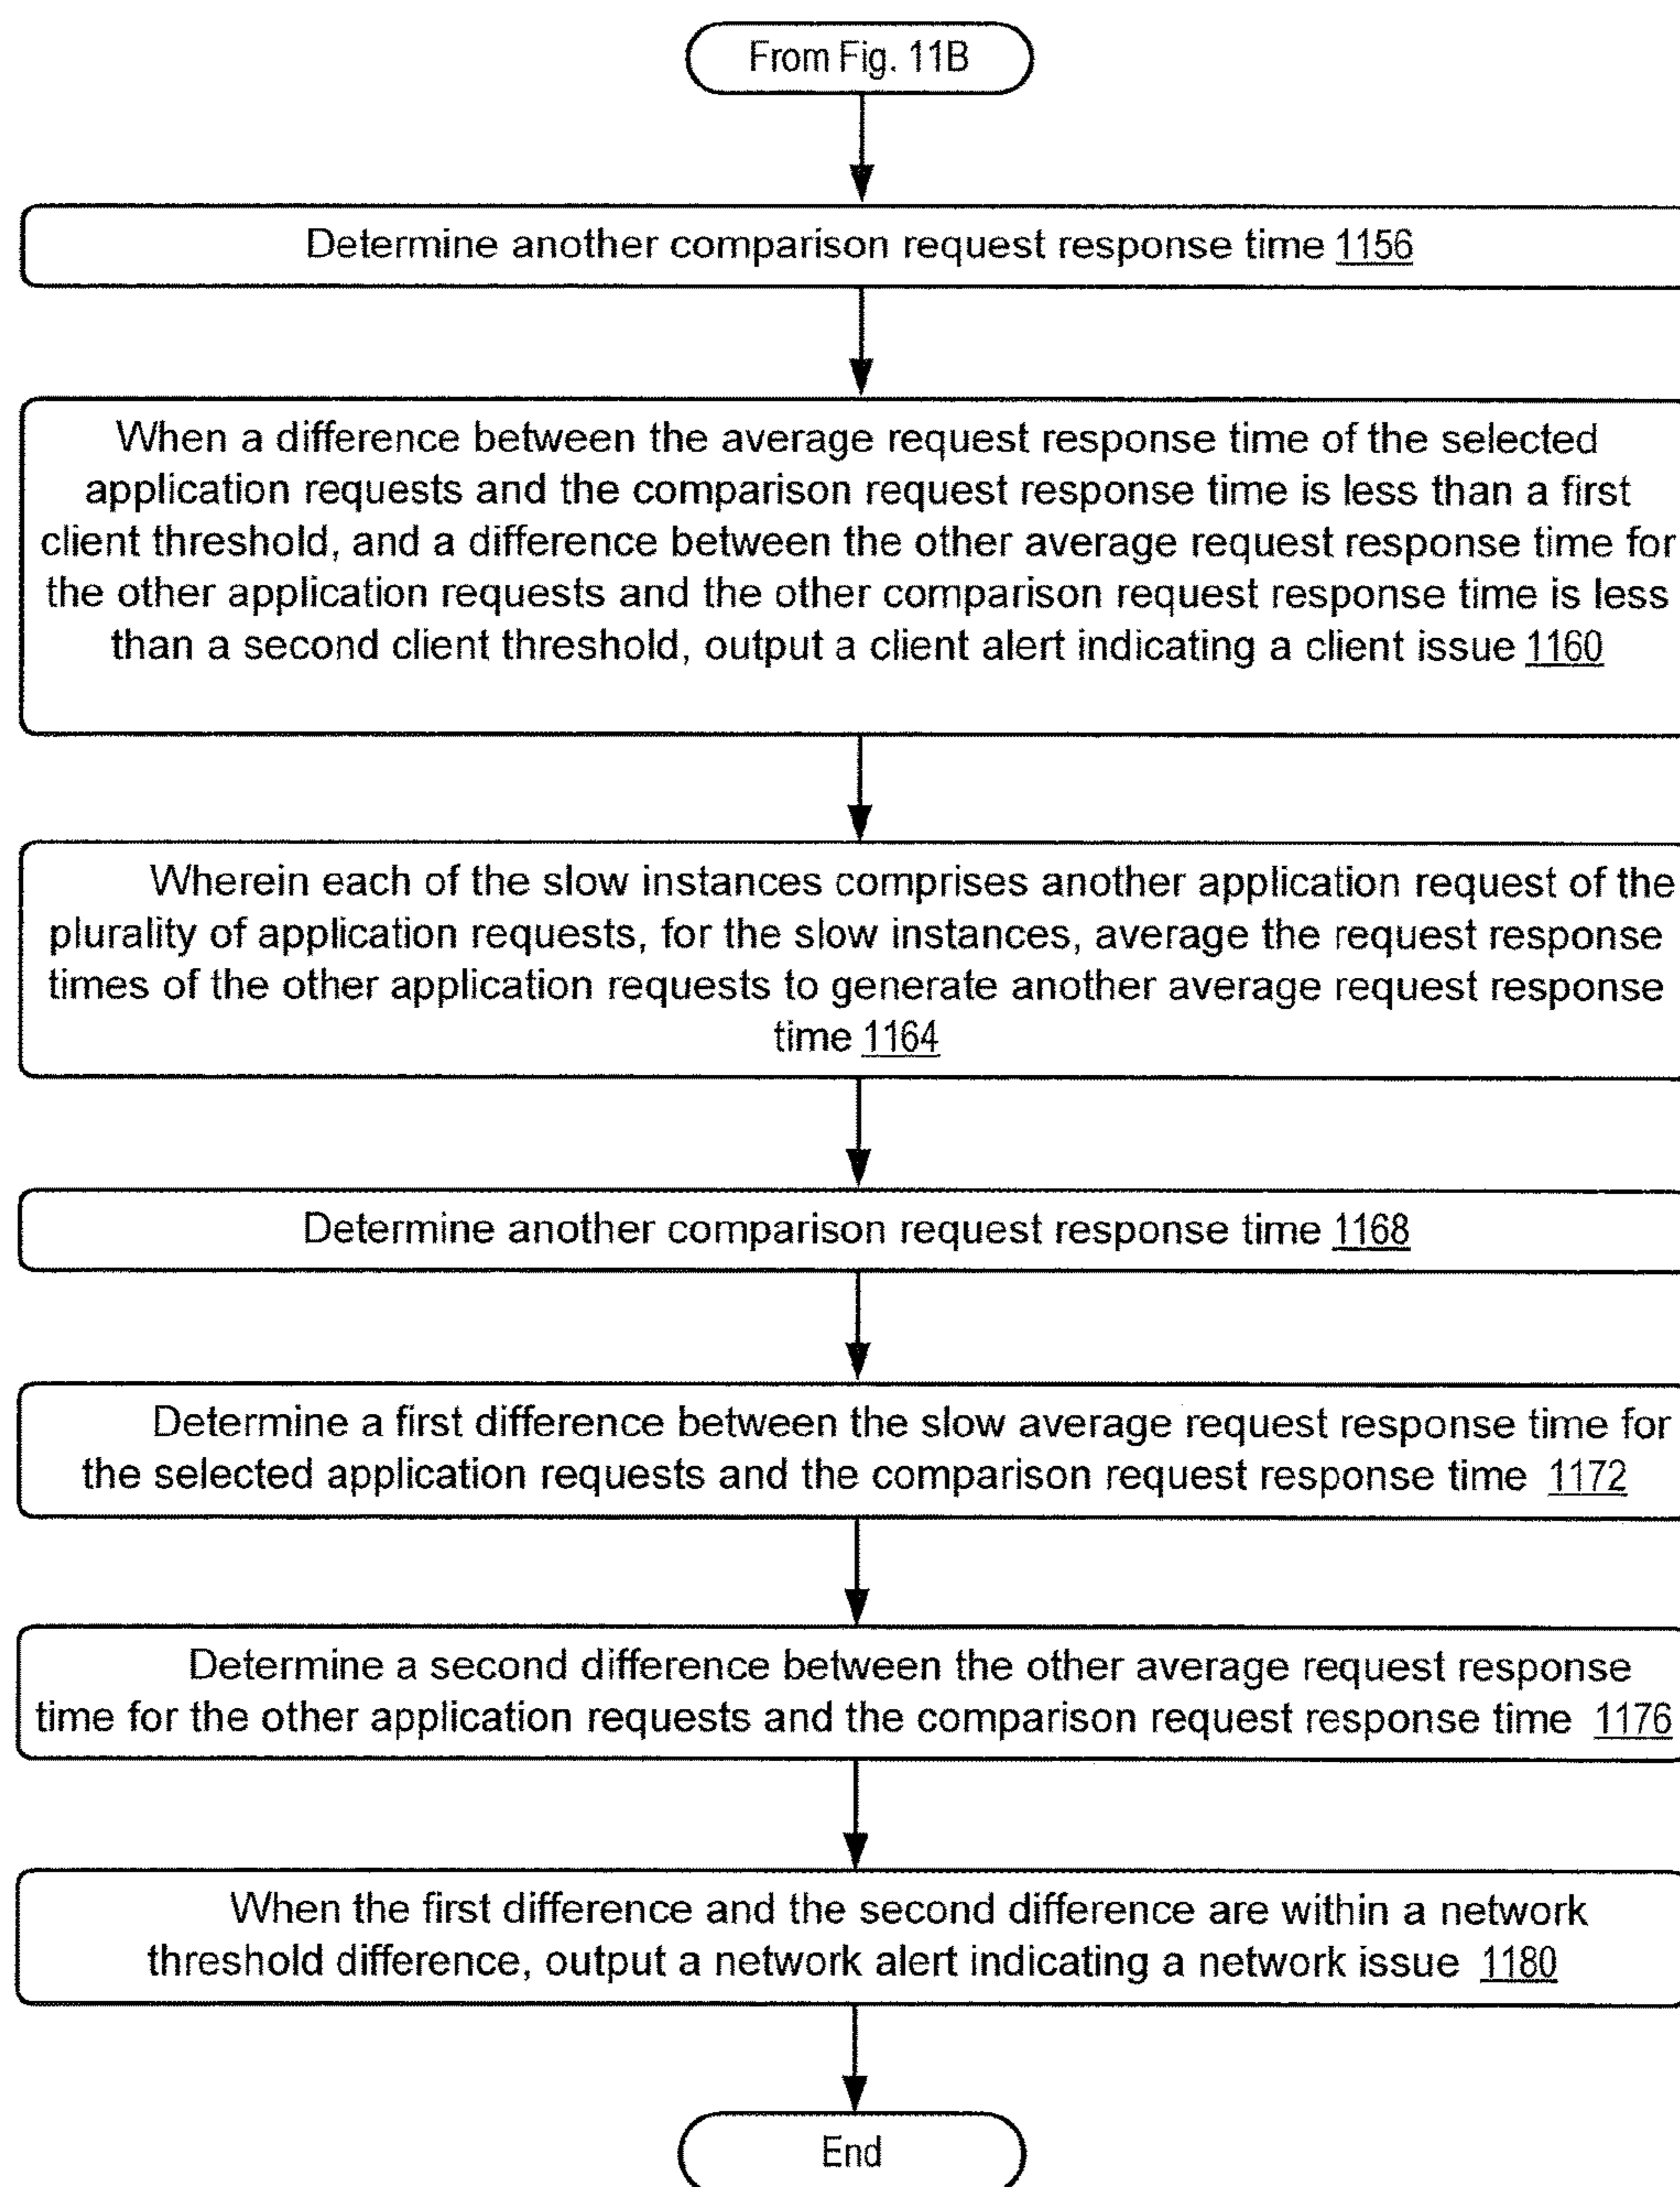 From Fig. 11B
Determine another comparison request response time 1156
When a difference between the average request response time of the selected
application requests and the comparison request response time is less than a first
client threshold, and a difference between the other average request response time for
the other application requests and the other comparison request response time is less
than a second client threshold, output a client alert indicating a client issue 1160
Wherein each of the slow instances comprises another application request of the
plurality of application requests, for the slow instances, average the request response
times of the other application requests to generate another average request response
time 1164
Determine another comparison request response time 1168
Determine a first difference between the slow average request response time for
the selected application requests and the comparison request response time 1172
Determine a second difference between the other average request response
time for the other application requests and the comparison request response time 1176
When the first difference and the second difference are within a network
threshold difference, output a network alert indicating a network issue 1180
End